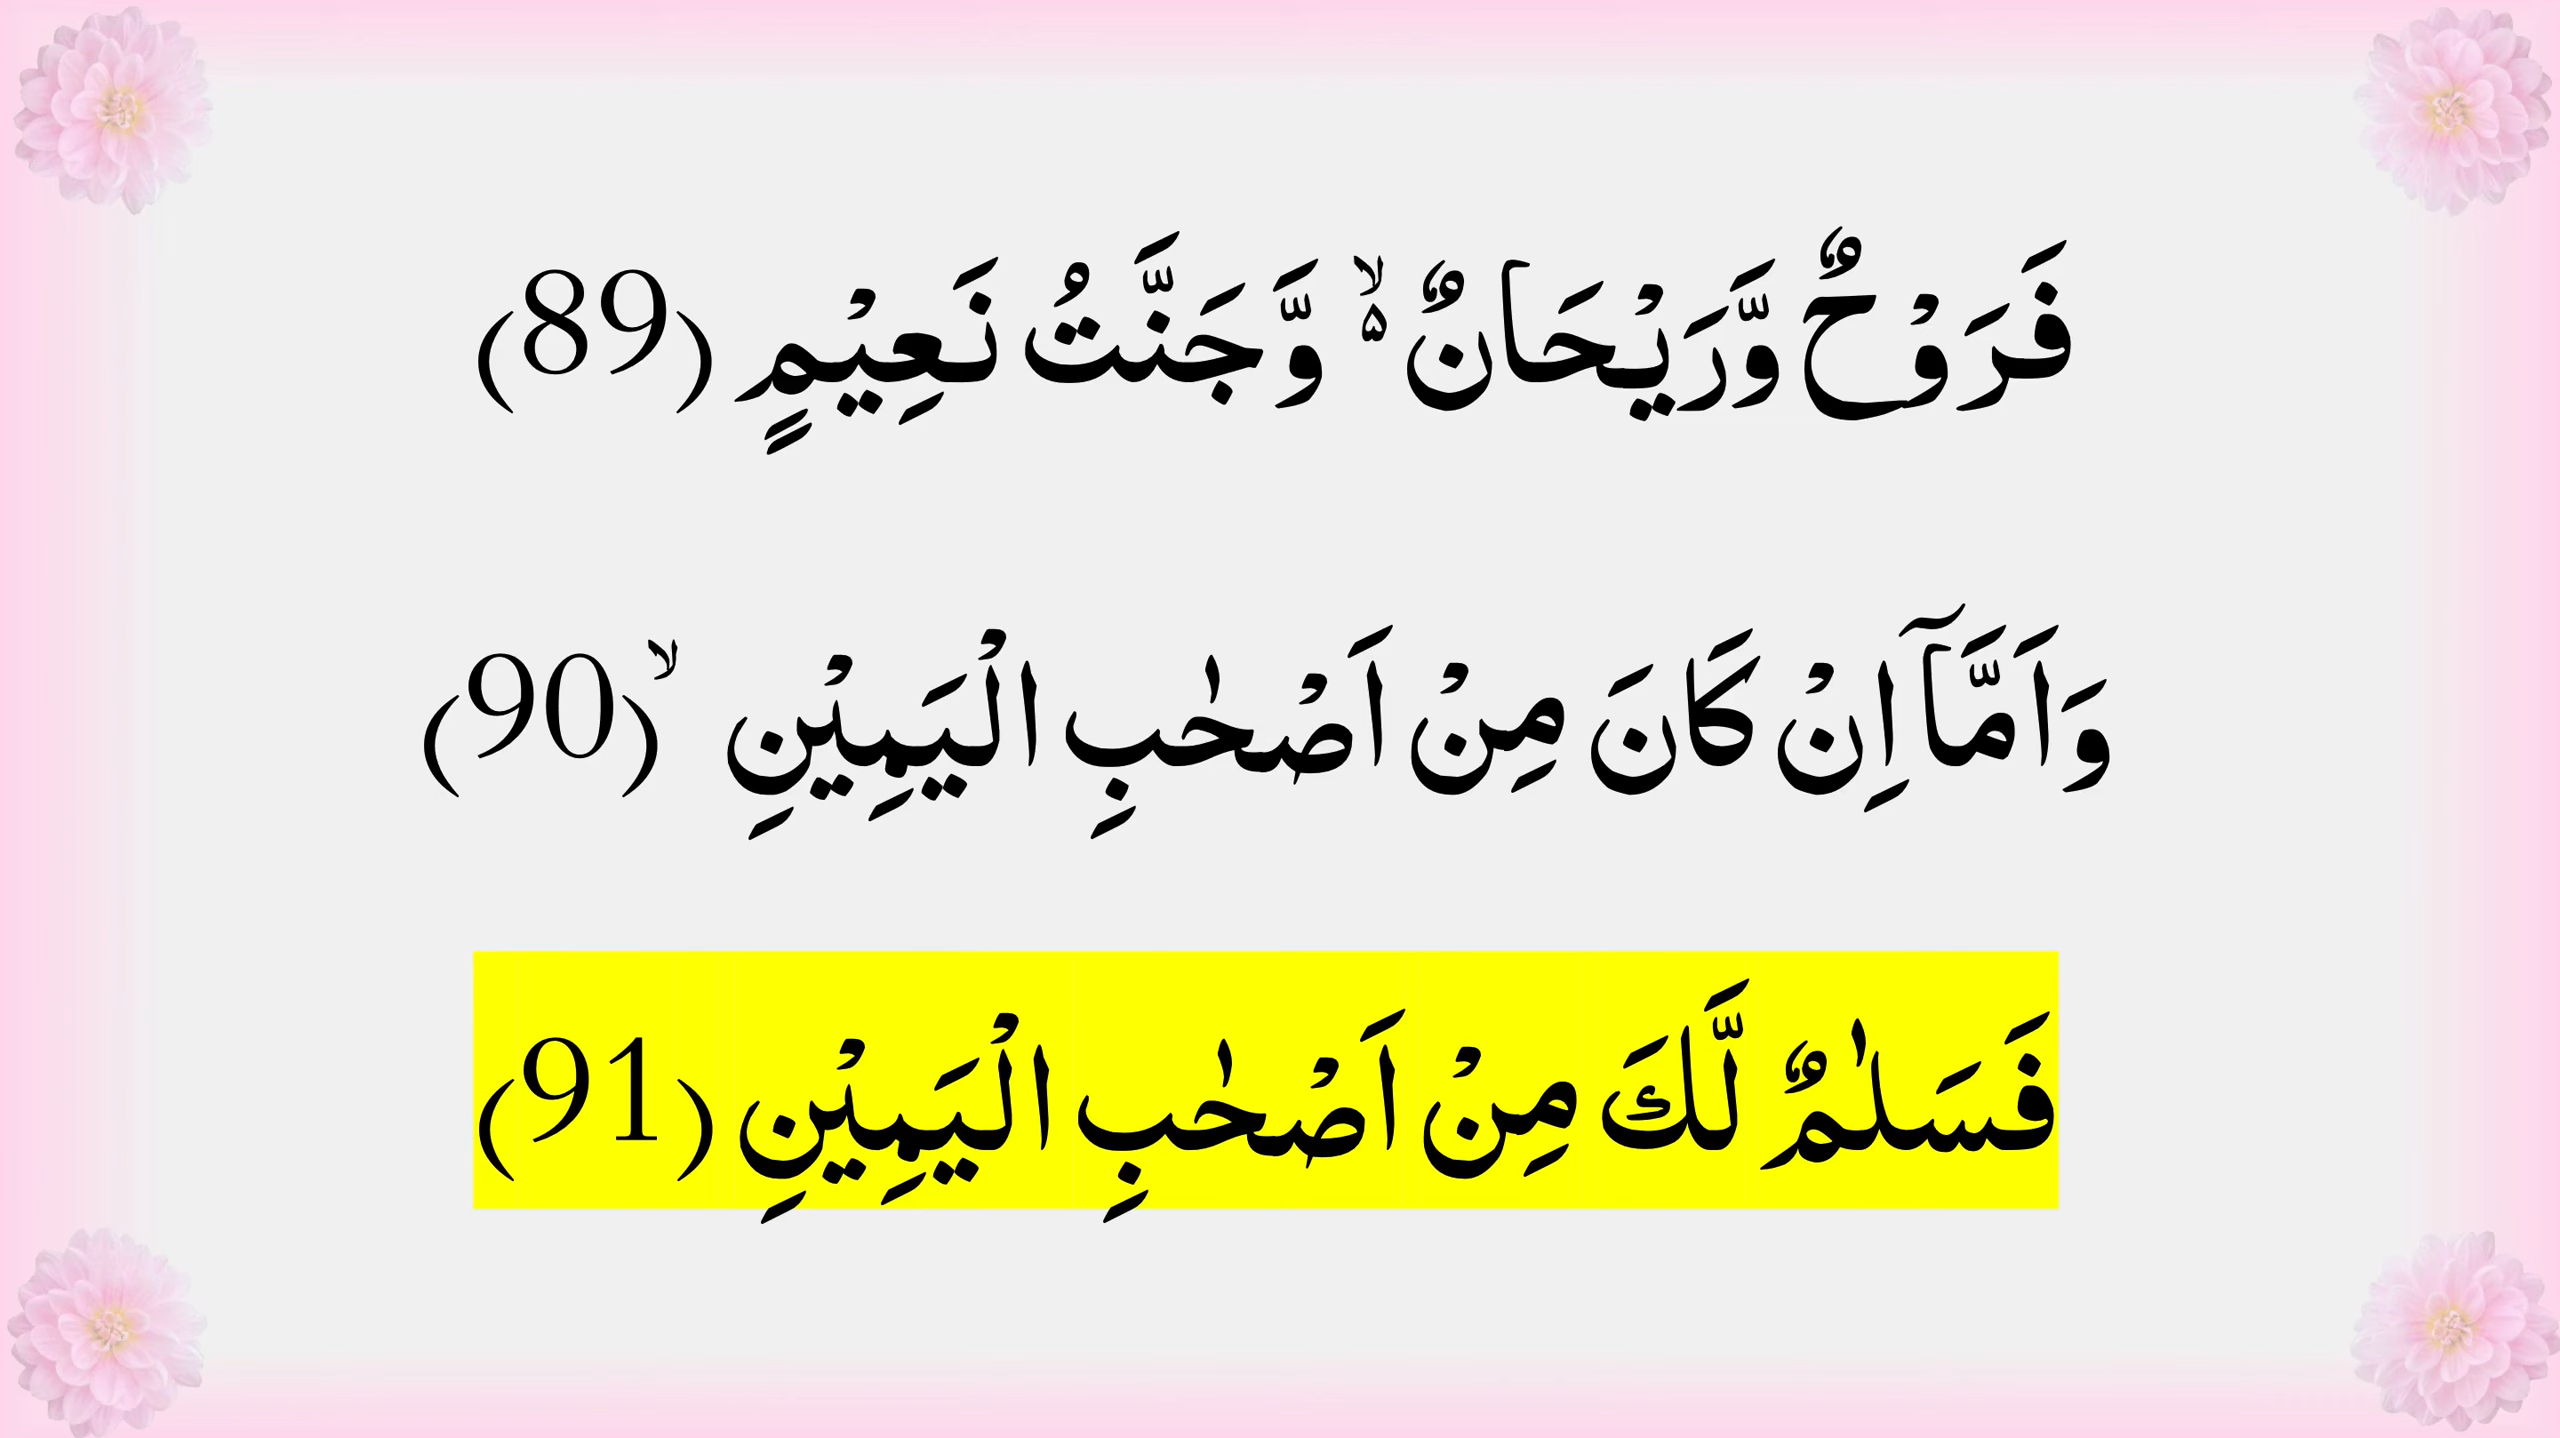 فَرَوْحٌ وَّرَيْحَانٌ ۙ۬ وَّجَنَّتُ نَعِيْمٍ (89)
وَاَمَّآ اِنْ كَانَ مِنْ اَصْحٰبِ الْيَمِيْنِ ۙ (90)
فَسَلٰمٌ لَّكَ مِنْ اَصْحٰبِ الْيَمِيْنِ (91)